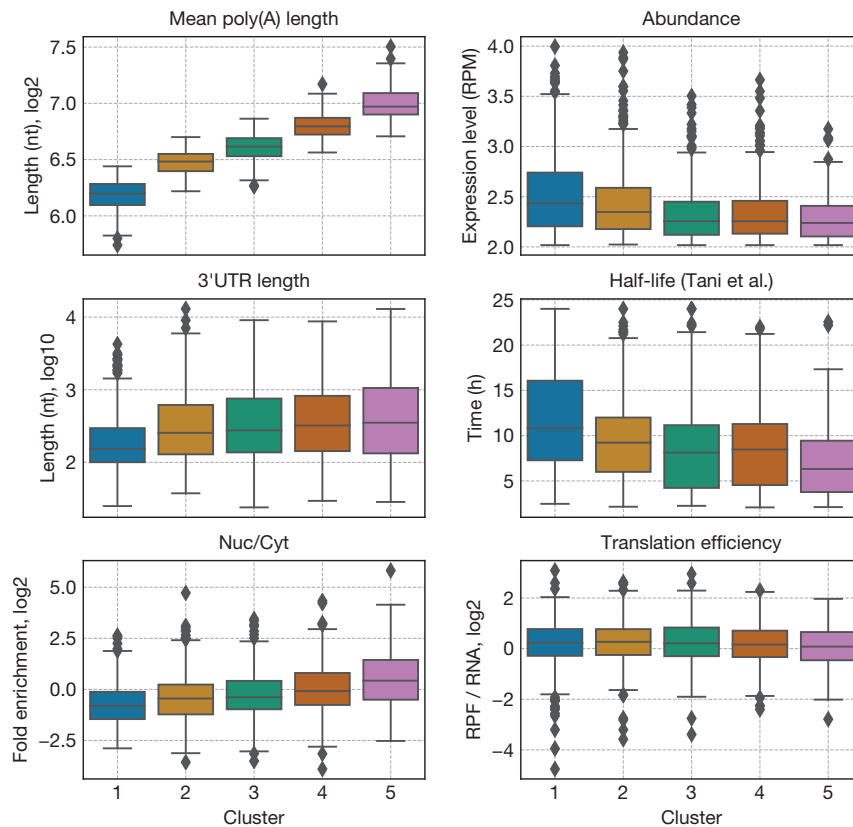 Mean poly(A) length
Length (nt), log2
7.5
7.0
6.5
6.0
Abundance
Expression level (RPM)
4.0
3.5
3.0
2.5
2.0
3'UTR length
Length (nt), log10
4
3
2
Half-life (Tani et al.)
Time (h)
25
20
15
10
5
Nuc/Cyt
Fold enrichment, log2
5.0
2.5
0.0
−2.5
1 2 3 4 5
Cluster
Translation efficiency
RPF / RNA, log2
2
0
−2
−4
1 2 3 4 5
Cluster